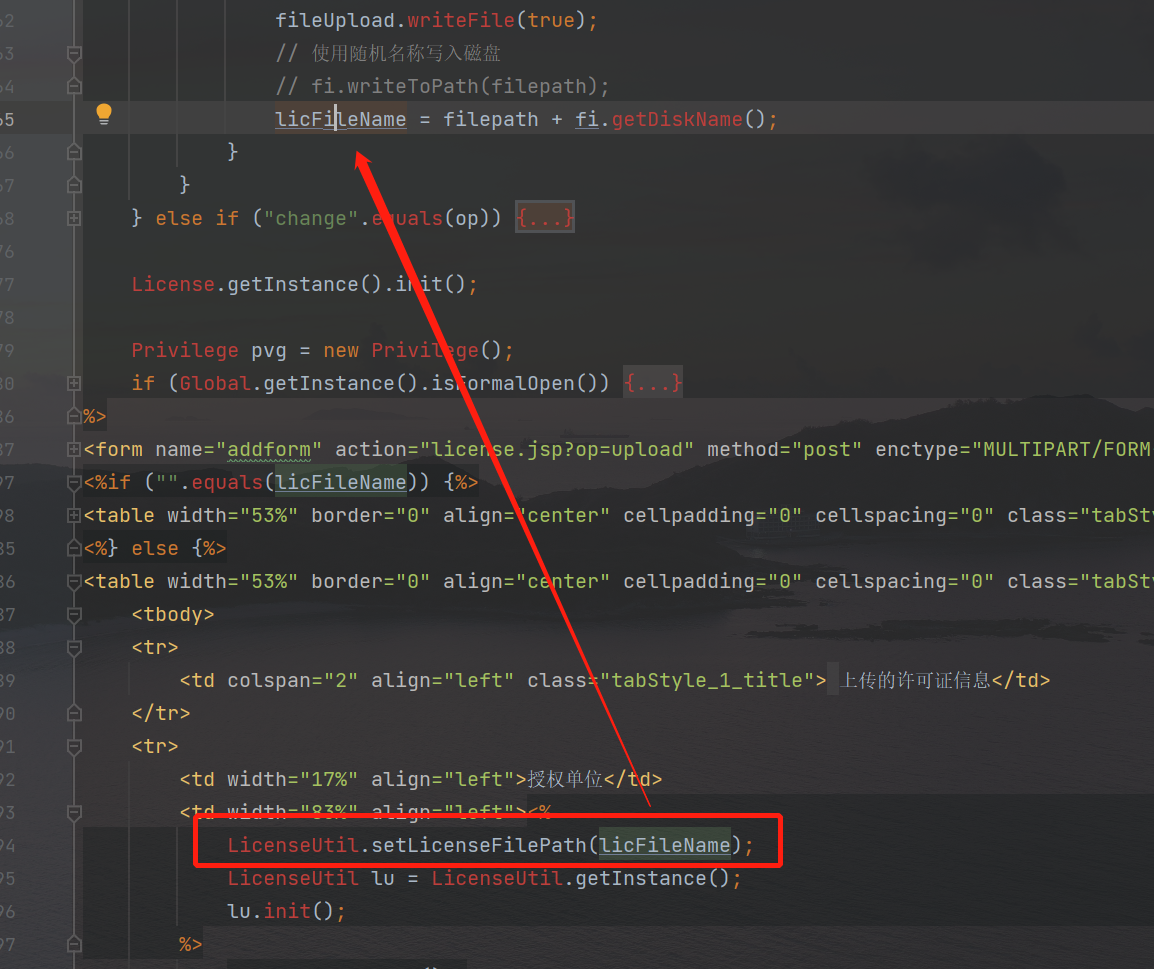 62 fileUpload.writeFile(true);
63 // 使用随机名称写入磁盘
64 // fi.writeToPath(filepath);
65 licFileName = filepath + fi.getDiskName();
66 }
67 }
68 } else if ("change".equals(op)) {...}
76
77 License.getInstance().init();
78
79 Privilege pvg = new Privilege();
80 if (Global.getInstance().isFormalOpen()) {...}
86 %>
87 <form name="addform" action="license.jsp?op=upload" method="post" enctype="MULTIPART/FORM
97 <%if ("".equals(licFileName)) {%>
98 <table width="53%" border="0" align="center" cellpadding="0" cellspacing="0" class="tabSty
85 <%} else {%>
86 <table width="53%" border="0" align="center" cellpadding="0" cellspacing="0" class="tabSty
87 <tbody>
88 <tr>
89 <td colspan="2" align="left" class="tabStyle_1_title"> 上传的许可证信息</td>
90 </tr>
91 <tr>
92 <td width="17%" align="left">授权单位</td>
93 <td width="83%" align="left"><%
94 LicenseUtil.setLicenseFilePath(licFileName);
95 LicenseUtil lu = LicenseUtil.getInstance();
96 lu.init();
97 %>